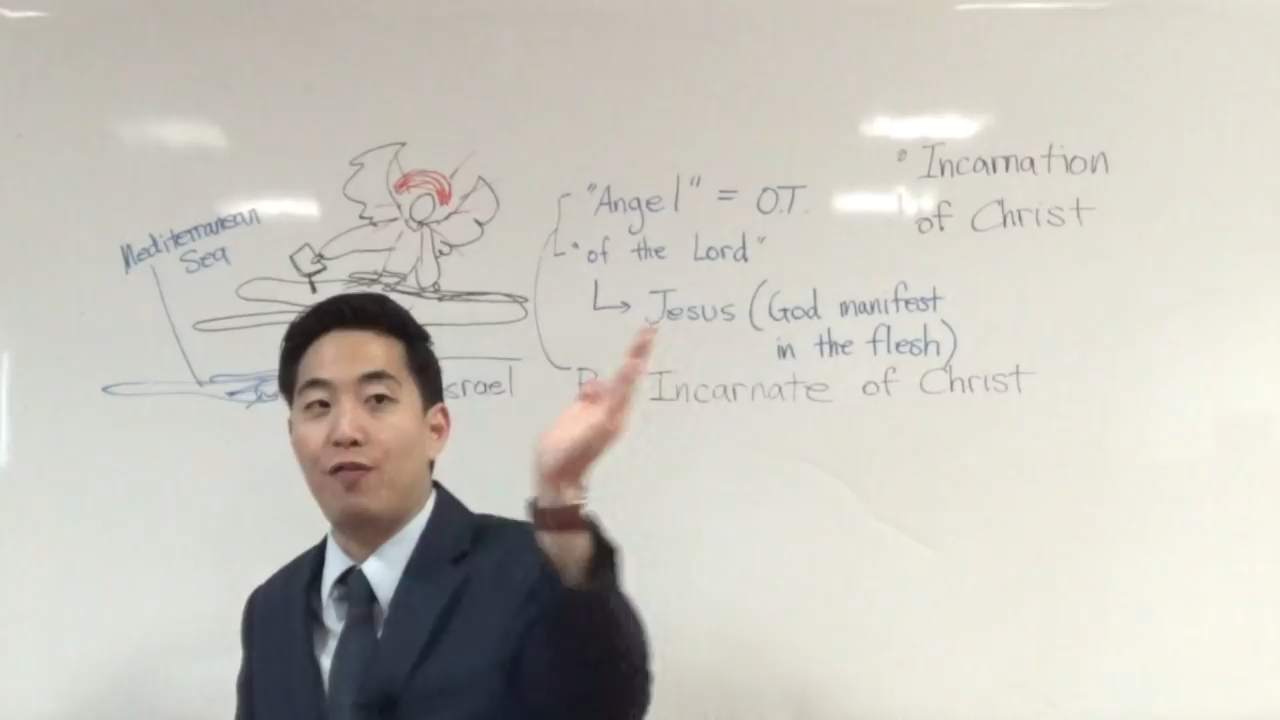 Mediterranean
Sea
srael
"Angel" = O.T.
"of the Lord"
Jesus (God manifest
in the flesh)
Incarnate of Christ
Incarnation
of Christ